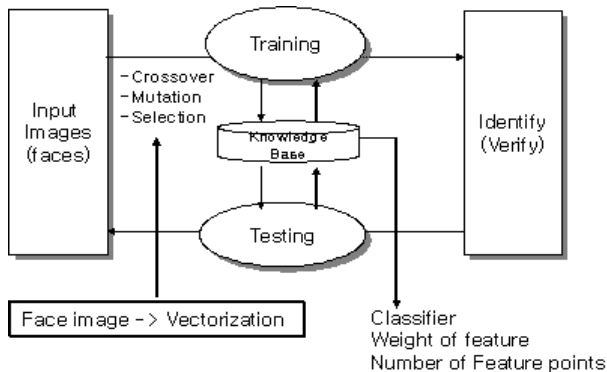 Training
- Crossover
- Mutation
- Selection
Input
Images
(faces)
Knowledge
Base
Identify
(Verify)
Testing
Face image -> Vectorization
Classifier
Weight of feature
Number of Feature points